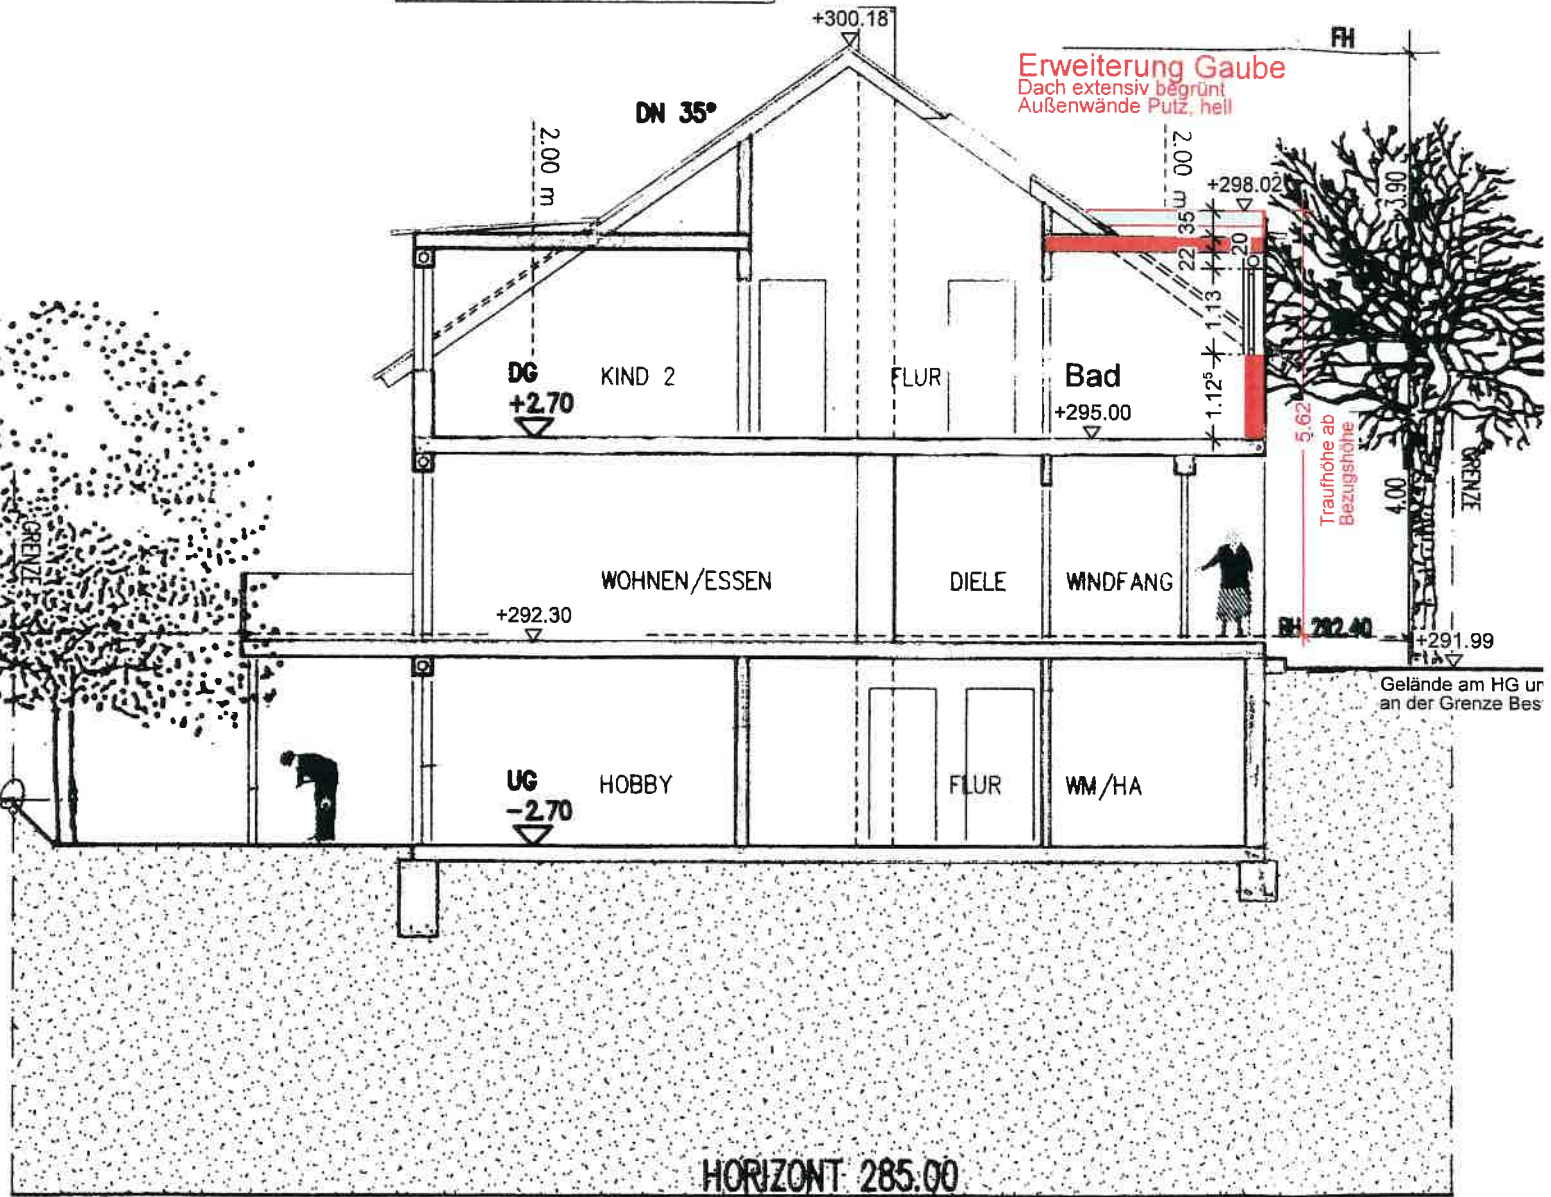 +300.18
FH
Erweiterung Gaube
Dach extensiv begrünt
Außenwände Putz, hell
DN 35°
2.00 m
2.00 m
+298.02
3.90
35
20
22
1.13
1.12⁵
DG
+2.70
KIND 2
FLUR
Bad
+295.00
5.62
Traufhöhe ab
Bezugshöhe
4.00
GRENZE
GRENZE
WOHNEN/ESSEN
DIELE
WINDFANG
+292.30
BH 292.40
+291.99
Gelände am HG
an der Grenze
UG
-2.70
HOBBY
FLUR
WM/HA
HORIZONT 285.00